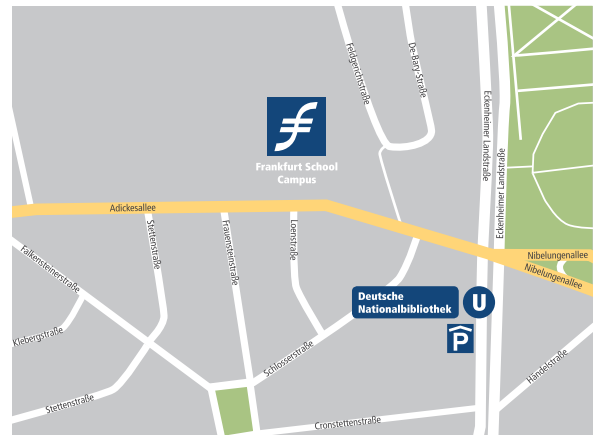 Feldgerichtstraße
De-Bary-Straße
Eckenheimer Landstraße
Eckenheimer Landstraße
Frankfurt School
Campus
Adickesallee
Stettenstraße
Frauensteinstraße
Loenstraße
Falkensteinerstraße
Nibelungenallee
Nibelungenallee
Deutsche
Nationalbibliothek
U
P
Klebergstraße
Schlosserstraße
Händelstraße
Stettenstraße
Cronstettenstraße